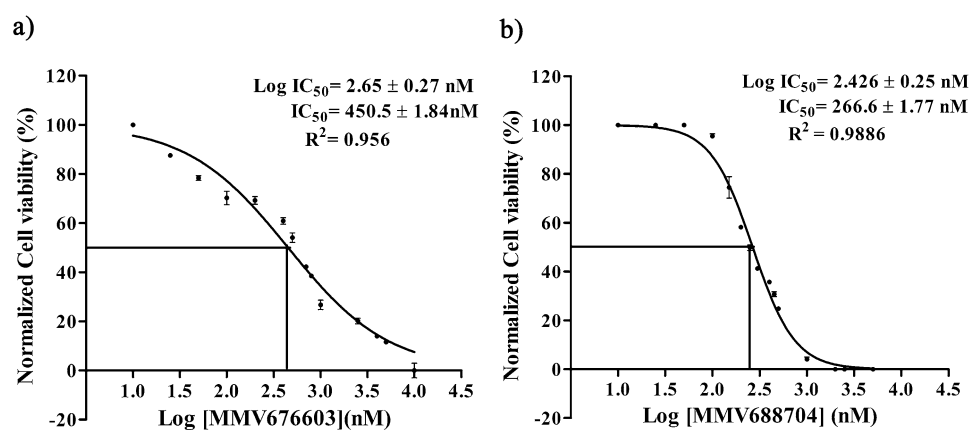 a)
Log IC50= 2.65 ± 0.27 nM
IC50= 450.5 ± 1.84nM
R2 = 0.956
Normalized Cell viability (%)
120
100
80
60
40
20
0
-20
1.0 1.5 2.0 2.5 3.0 3.5 4.0 4.5
Log [MMV676603](nM)
b)
Log IC50= 2.426 ± 0.25 nM
IC50= 266.6 ± 1.77 nM
R2 = 0.9886
Normalized Cell viability (%)
120
100
80
60
40
20
0
-20
1.0 1.5 2.0 2.5 3.0 3.5 4.0 4.5
Log [MMV688704] (nM)